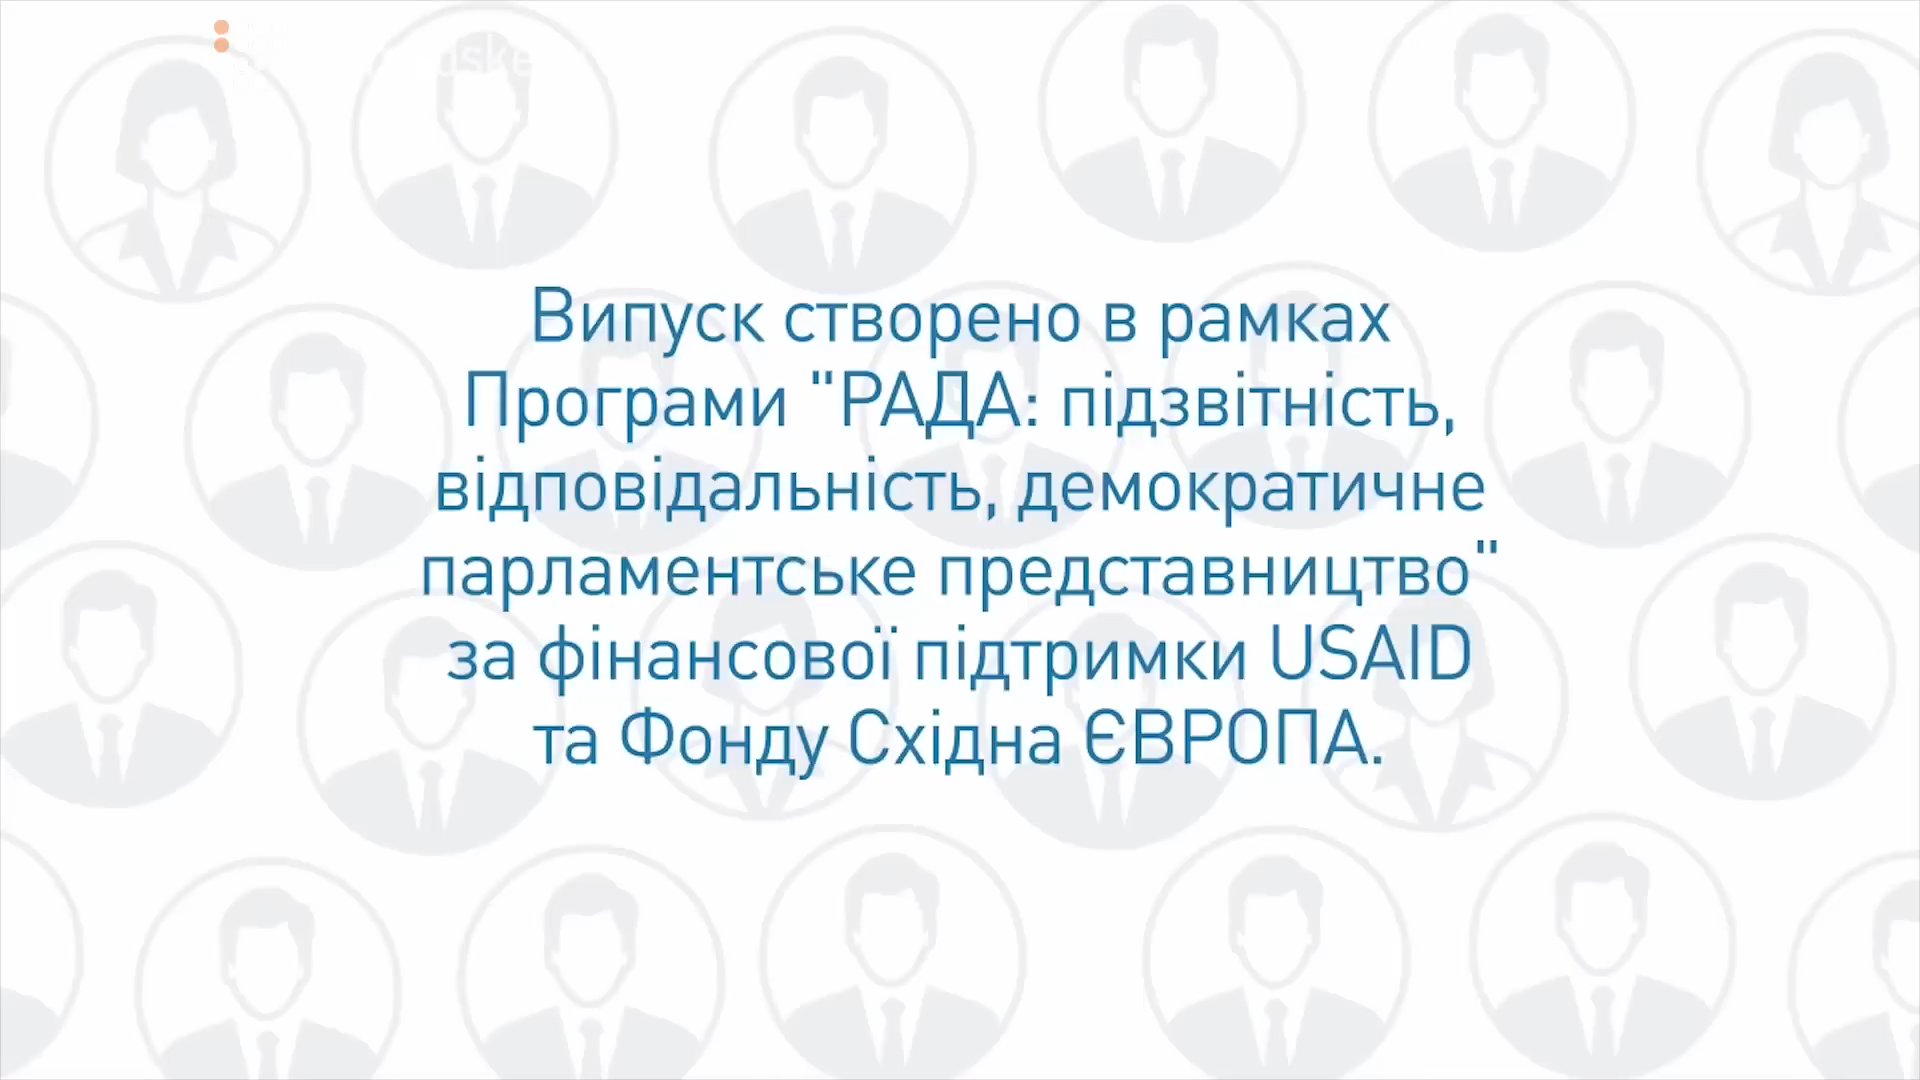 Випуск створено в рамках
Програми "РАДА: підзвітність,
відповідальність, демократичне
парламентське представництво"
за фінансової підтримки USAID
та Фонду Східна ЄВРОПА.